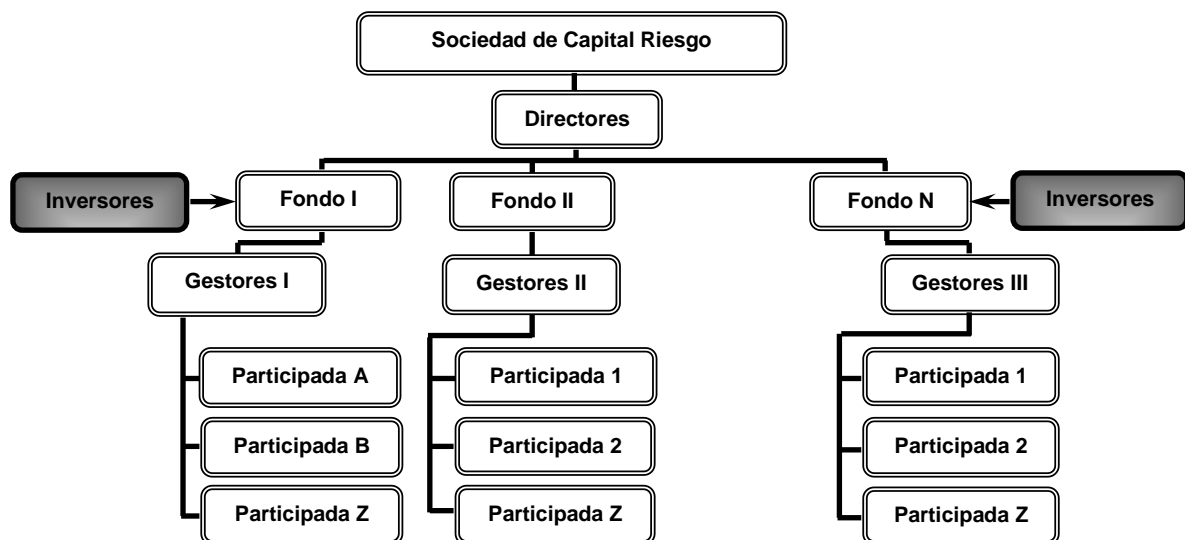 Sociedad de Capital Riesgo
Directores
Inversores
Fondo I
Fondo II
Fondo N
Inversores
Gestores I
Gestores II
Gestores III
Participada A
Participada 1
Participada 1
Participada B
Participada 2
Participada 2
Participada Z
Participada Z
Participada Z